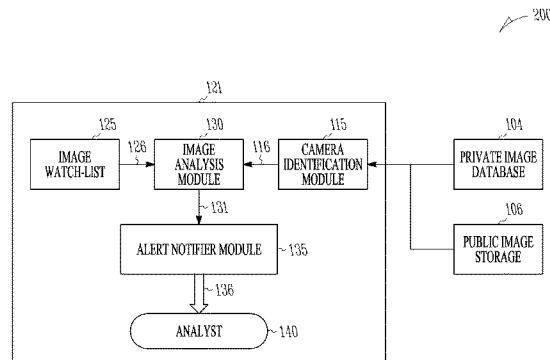 200
121
125
130
115
104
IMAGE
WATCH-LIST
126
IMAGE
ANALYSIS
MODULE
116
CAMERA
IDENTIFICATION
MODULE
PRIVATE IMAGE
DATABASE
131
106
ALERT NOTIFIER MODULE
135
PUBLIC IMAGE
STORAGE
136
ANALYST
140